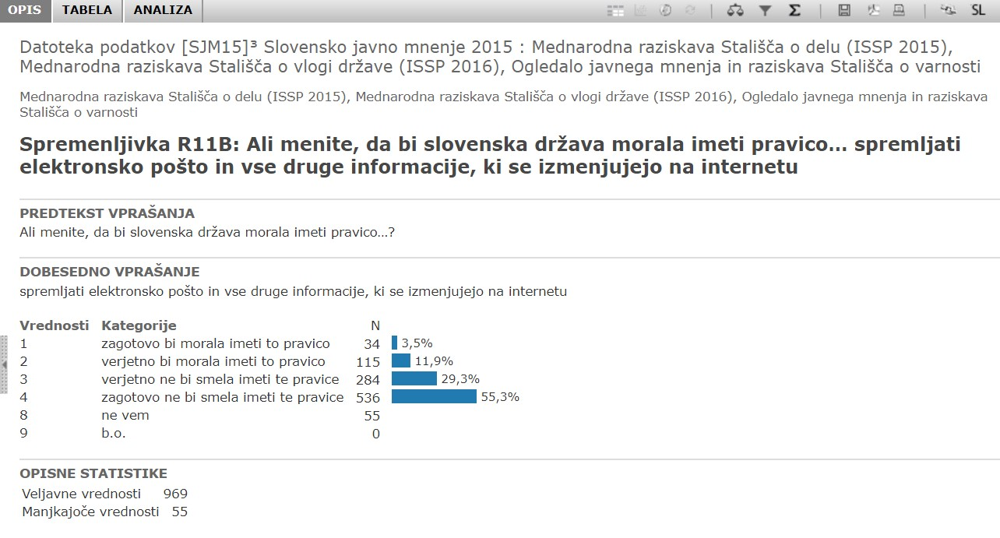 OPIS TABELA ANALIZA SL
Datoteka podatkov [SJM15]³ Slovensko javno mnenje 2015 : Mednarodna raziskava Stališča o delu (ISSP 2015),
Mednarodna raziskava Stališča o vlogi države (ISSP 2016), Ogledalo javnega mnenja in raziskava Stališča o varnosti
Mednarodna raziskava Stališča o delu (ISSP 2015), Mednarodna raziskava Stališča o vlogi države (ISSP 2016), Ogledalo javnega mnenja in raziskava
Stališča o varnosti
Spremenljivka R11B: Ali menite, da bi slovenska država morala imeti pravico... spremljati
elektronsko pošto in vse druge informacije, ki se izmenjujejo na internetu
PREDTEKST VPRAŠANJA
Ali menite, da bi slovenska država morala imeti pravico...?
DOBESEDNO VPRAŠANJE
spremljati elektronsko pošto in vse druge informacije, ki se izmenjujejo na internetu
Vrednosti Kategorije N
1 zagotovo bi morala imeti to pravico 34 3,5%
2 verjetno bi morala imeti to pravico 115 11,9%
3 verjetno ne bi smela imeti te pravice 284 29,3%
4 zagotovo ne bi smela imeti te pravice 536 55,3%
8 ne vem 55
9 b.o. 0
OPISNE STATISTIKE
Veljavne vrednosti 969
Manjkajoče vrednosti 55